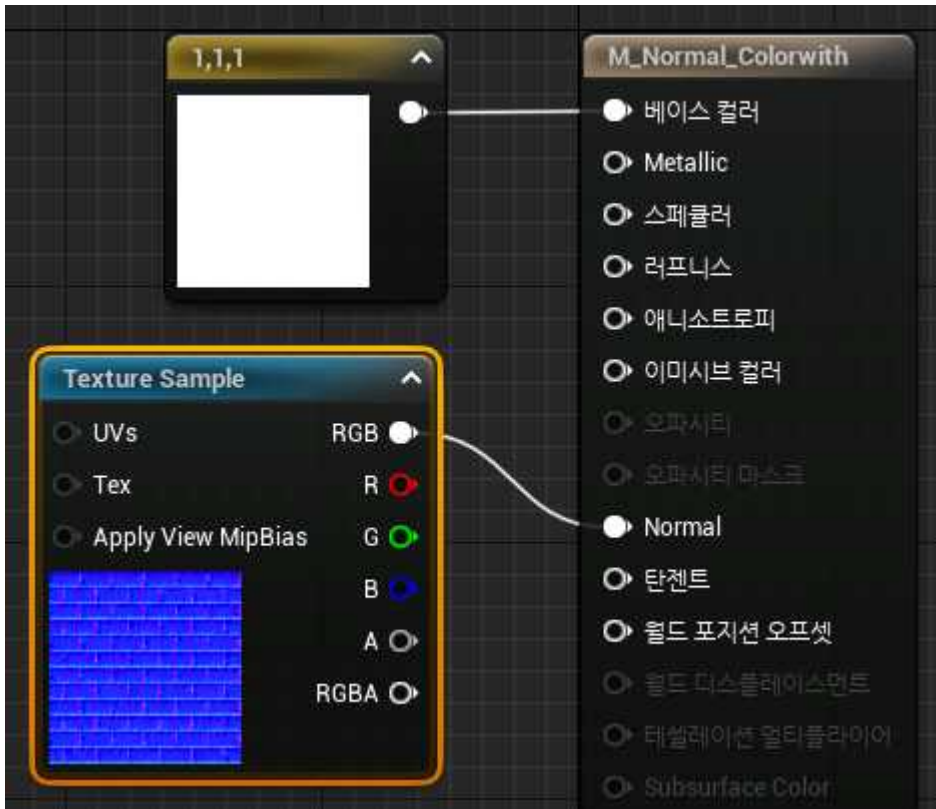 1,1,1
M_Normal_Colorwith
베이스 컬러
Metallic
스페큘러
러프니스
애니소트로피
이미시브 컬러
오파시티
오파시티 마스크
Normal
탄젠트
월드 포지션 오프셋
월드 디스플레이스먼트
테셀레이션 멀티플라이어
Subsurface Color
Texture Sample
UVs
RGB
Tex
R
Apply View MipBias
G
B
A
RGBA